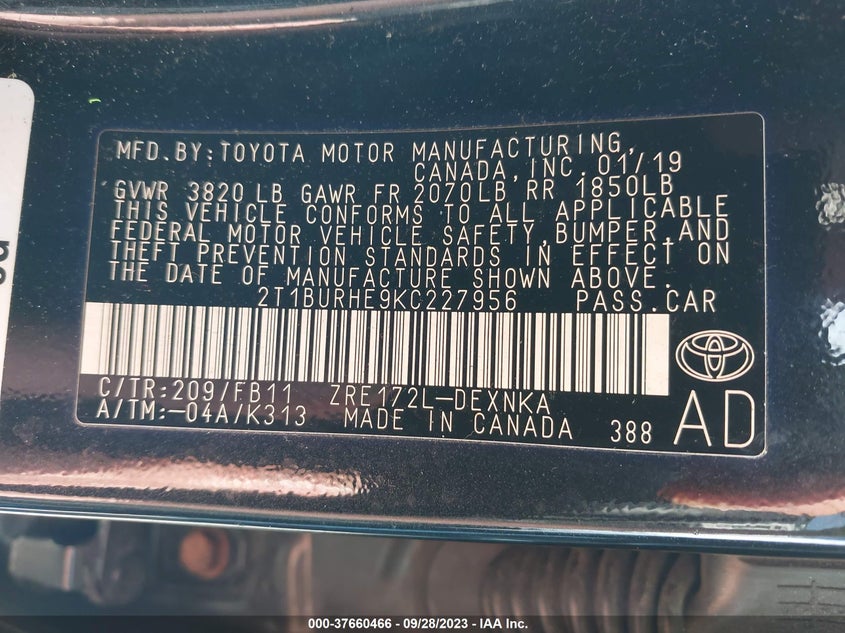 MFD.BY:TOYOTA MOTOR MANUFACTURING,
CANADA,INC. 01/19
GVWR 3820 LB GAWR FR 2070LB RR 1850LB
THIS VEHICLE CONFORMS TO ALL APPLICABLE
FEDERAL MOTOR VEHICLE SAFETY,BUMPER,AND
THEFT PREVENTION STANDARDS IN EFFECT ON
THE DATE OF MANUFACTURE SHOWN ABOVE.
2T1BURHE9KC227956 PASS.CAR
C/TR:209/FB11 ZRE172L-DEXNKA
A/TM:-04A/K313 MADE IN CANADA 388 AD
000-37660466 - 09/28/2023 - IAA Inc.